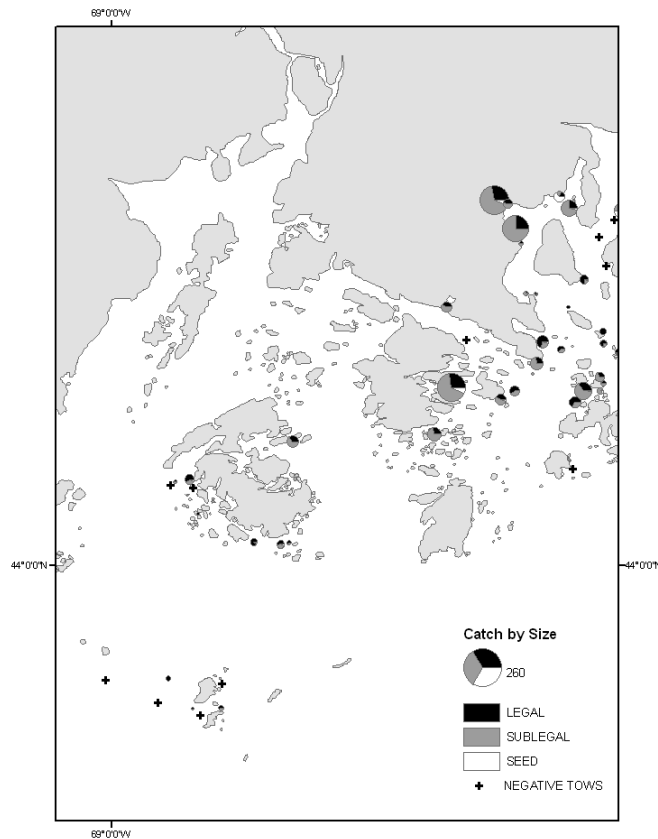 69°0'0"W
44°0'0"N
44°0'0"N
Catch by Size
260
LEGAL
SUBLEGAL
SEED
NEGATIVE TOWS
69°0'0"W